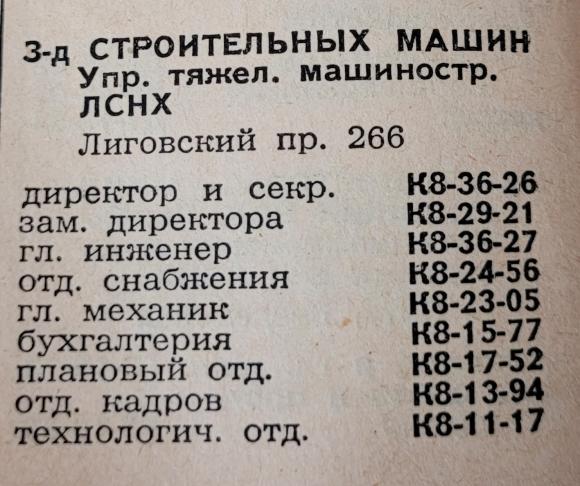 З-д СТРОИТЕЛЬНЫХ МАШИН
Упр. тяжел. машиностр.
ЛСНХ
Лиговский пр. 266
директор и секр. К8-36-26
зам. директора К8-29-21
гл. инженер К8-36-27
отд. снабжения К8-24-56
гл. механик К8-23-05
бухгалтерия К8-15-77
плановый отд. К8-17-52
отд. кадров К8-13-94
технологич. отд. К8-11-17